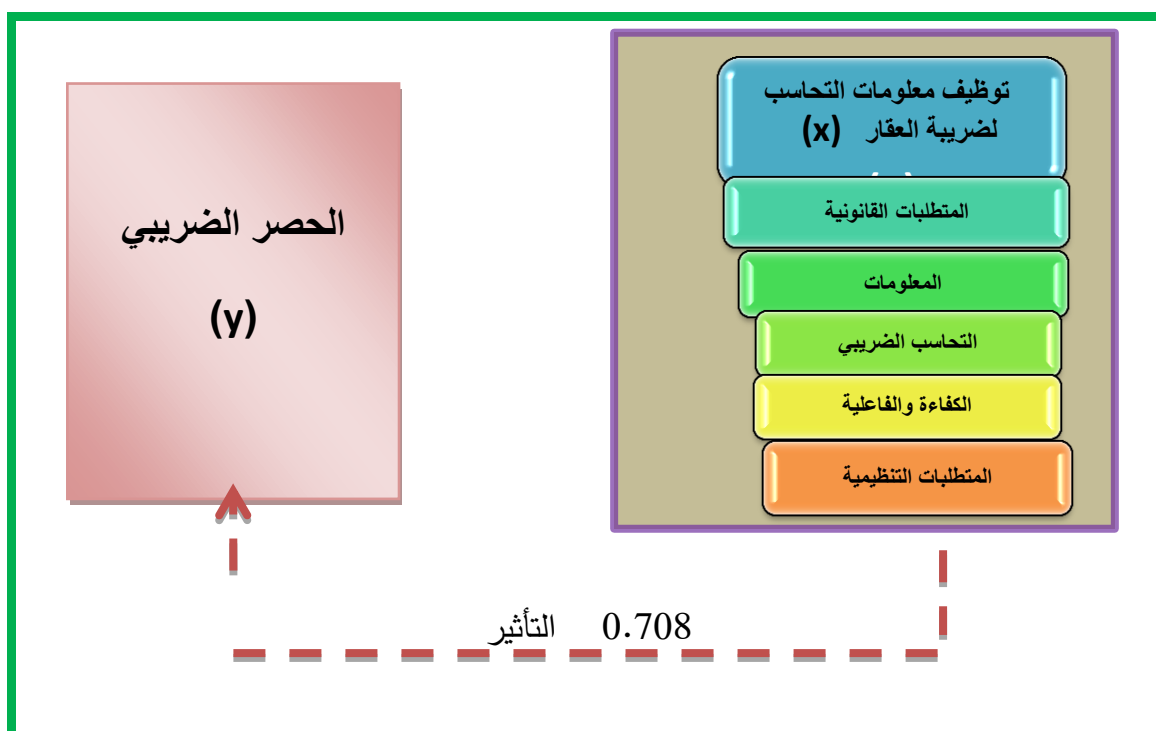 توظيف معلومات التحاسب
لضريبة العقار (x)
المتطلبات القانونية
المعلومات
التحاسب الضريبي
الكفاءة والفاعلية
المتطلبات التنظيمية
الحصر الضريبي
(y)
التأثير 0.708